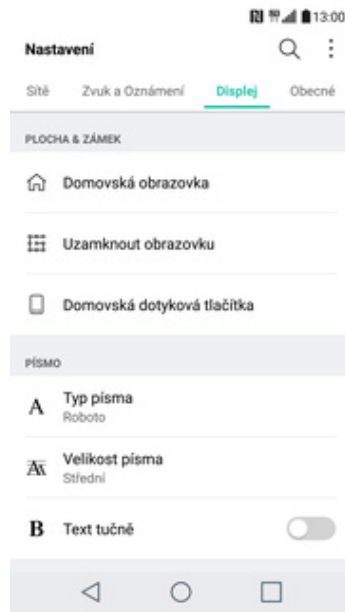 13:00
Nastavení
Sítě Zvuk a Oznámení Displej Obecné
PLOCHA & ZÁMEK
Domovská obrazovka
Uzamknout obrazovku
Domovská dotyková tlačítka
PÍSMO
A Typ písma
Roboto
AA Velikost písma
Střední
B Text tučně